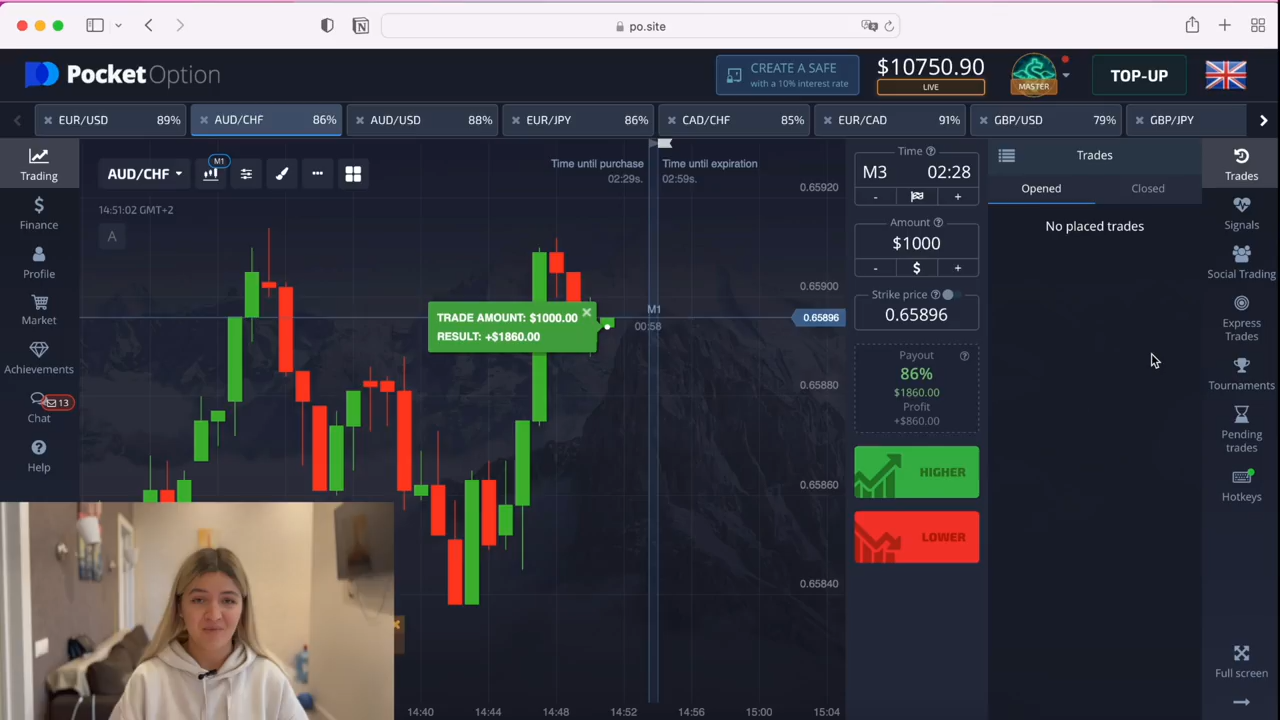 po.site
PocketOption
CREATE A SAFE
with a 10% interest rate
$10750.90
LIVE
MASTER
TOP-UP
EUR/USD 89%
AUD/CHF 86%
AUD/USD 88%
EUR/JPY 86%
CAD/CHF 85%
EUR/CAD 91%
GBP/USD 79%
GBP/JPY
Trading
Finance
Profile
Market
Achievements
13
Chat
Help
AUD/CHF
M1
14:51:02 GMT+2
A
Time until purchase
02:29s.
Time until expiration
02:59s.
TRADE AMOUNT: $1000.00
RESULT: +$1860.00
M1
00:58
0.65920
0.65900
0.65896
0.65880
0.65860
0.65840
14:40
14:44
14:48
14:52
14:56
15:00
15:04
Time
M3 02:28
- +
Amount
$1000
- $ +
Strike price
0.65896
Payout
86%
$1860.00
Profit
+$860.00
HIGHER
LOWER
Trades
Opened
Closed
No placed trades
Trades
Signals
Social Trading
Express
Trades
Tournaments
Pending
trades
Hotkeys
Full screen